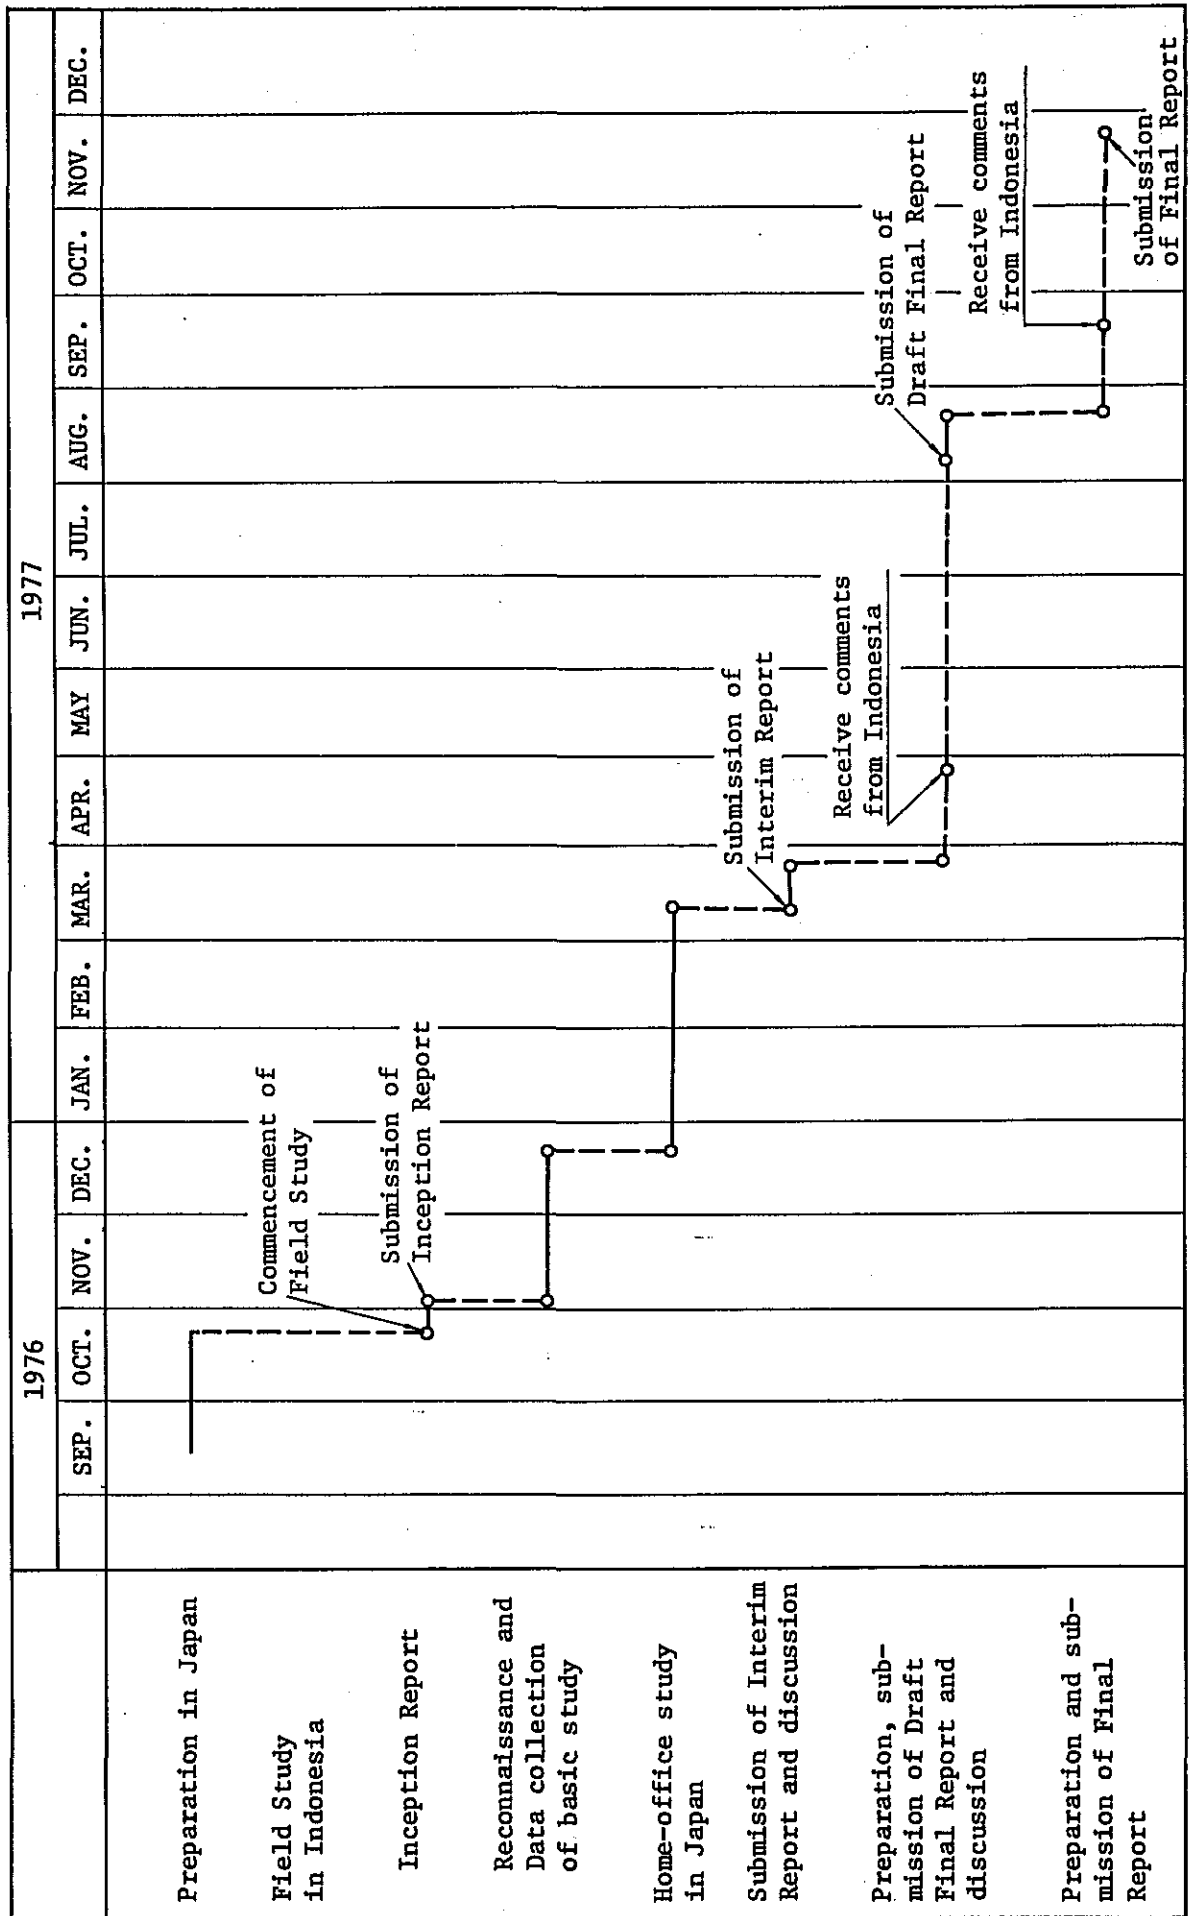 1976
1977
SEP.
OCT.
NOV.
DEC.
JAN.
FEB.
MAR.
APR.
MAY
JUN.
JUL.
AUG.
SEP.
OCT.
NOV.
DEC.
Preparation in Japan
Field Study
in Indonesia
Commencement of
Field Study
Inception Report
Submission of
Inception Report
Reconnaissance and
Data collection
of basic study
Home-office study
in Japan
Submission of Interim
Report and discussion
Submission of
Interim Report
Preparation, sub-
mission of Draft
Final Report and
discussion
Receive comments
from Indonesia
Submission of
Draft Final Report
Preparation and sub-
mission of Final
Report
Receive comments
from Indonesia
Submission
of Final Report